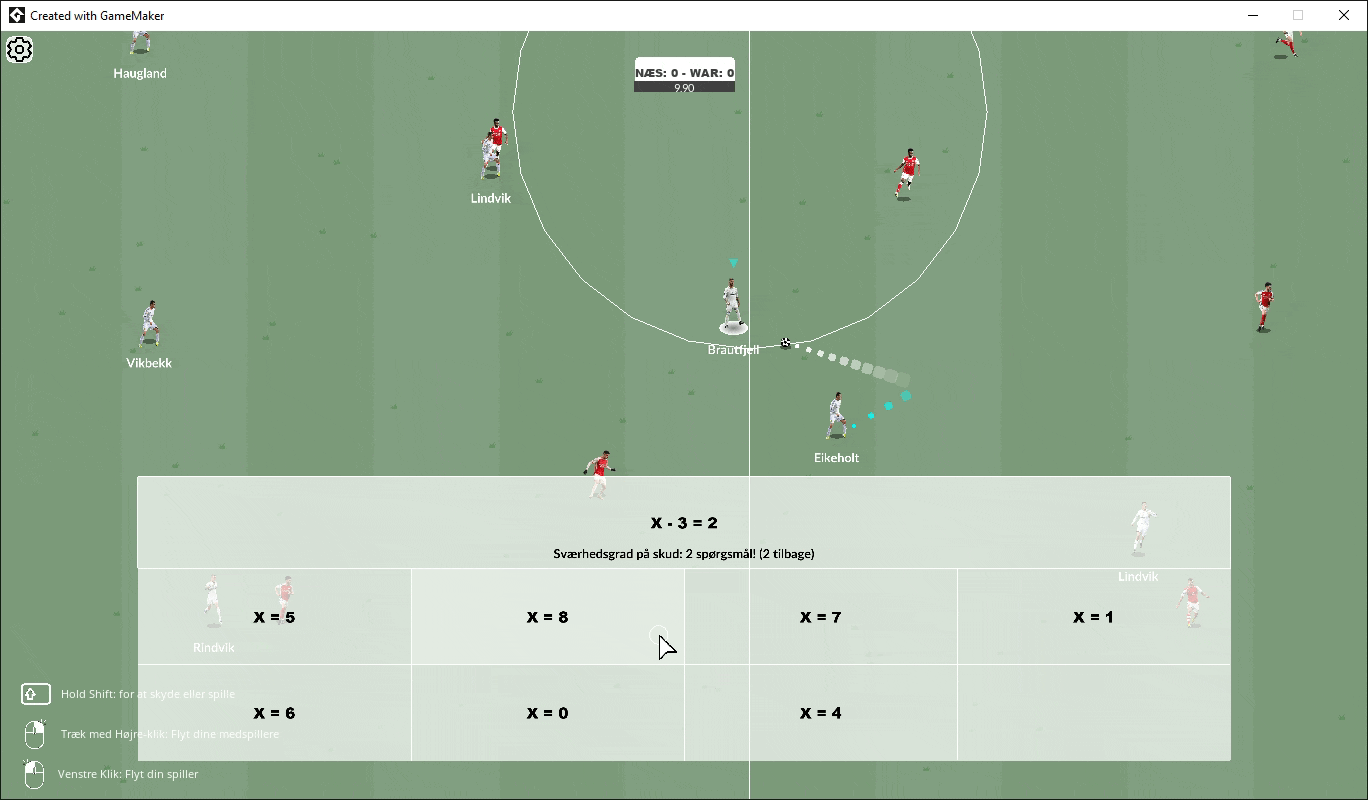 Created with GameMaker
Haugland
NÆS: 0 - WAR: 0
9.90
Lindvik
Brautfjell
Vikbekk
Eikeholt
X - 3 = 2
Sværhedsgrad på skud: 2 spørgsmål! (2 tilbage)
Lindvik
X = 5
X = 8
X = 7
X = 1
Rindvik
Hold Shift: for at skyde eller spille
X = 6
X = 0
X = 4
Træk med Højre-klik: Flyt dine medspillere
Venstre Klik: Flyt din spiller